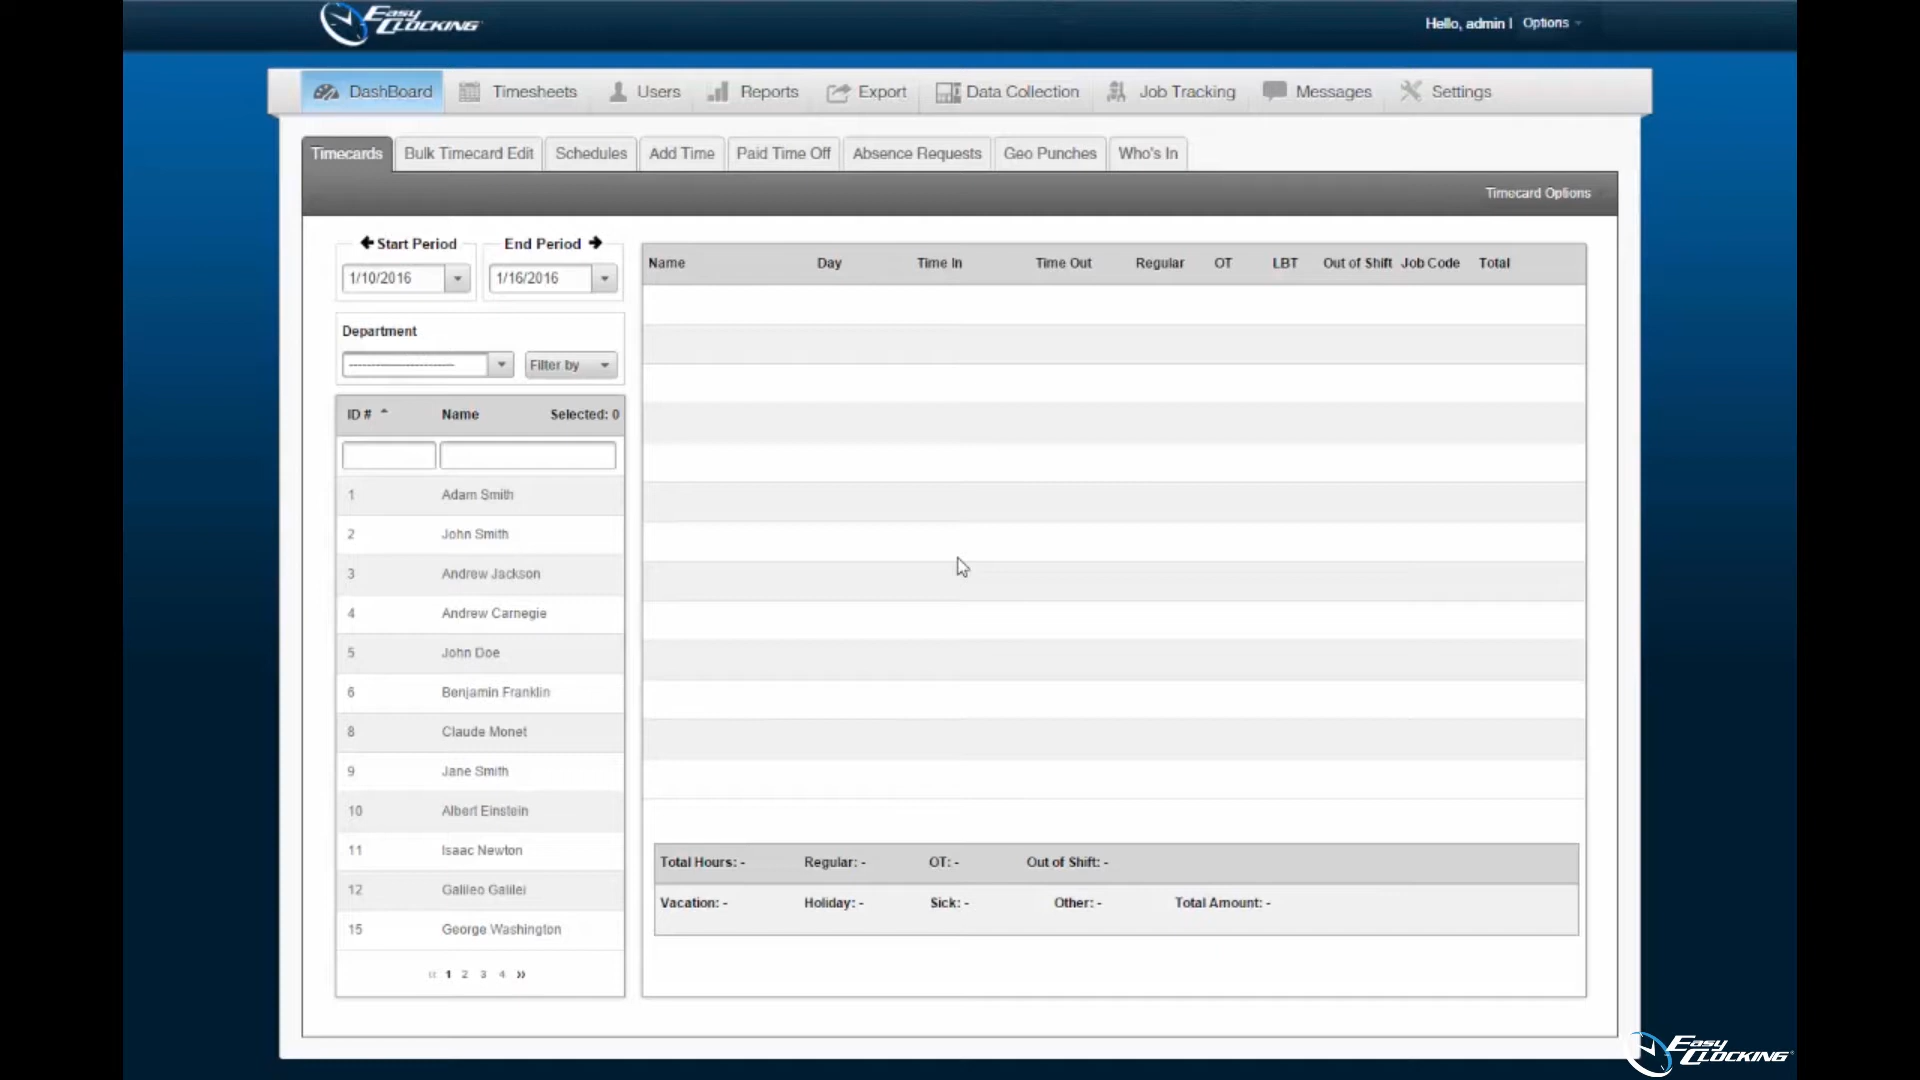 Easy Clocking
Hello, admin | Options
DashBoard Timesheets Users Reports Export Data Collection Job Tracking Messages Settings
Timecards Bulk Timecard Edit Schedules Add Time Paid Time Off Absence Requests Geo Punches Who's In
Timecard Options
Start Period End Period
1/10/2016 1/16/2016
Department
-------------------------- Filter by
ID # Name Selected: 0
Name Day Time In Time Out Regular OT LBT Out of Shift Job Code Total
1 Adam Smith
2 John Smith
3 Andrew Jackson
4 Andrew Carnegie
5 John Doe
6 Benjamin Franklin
8 Claude Monet
9 Jane Smith
10 Albert Einstein
11 Isaac Newton
12 Galileo Galilei
15 George Washington
« 1 2 3 4 »
Total Hours: - Regular: - OT: - Out of Shift: -
Vacation: - Holiday: - Sick: - Other: - Total Amount: -
Easy Clocking